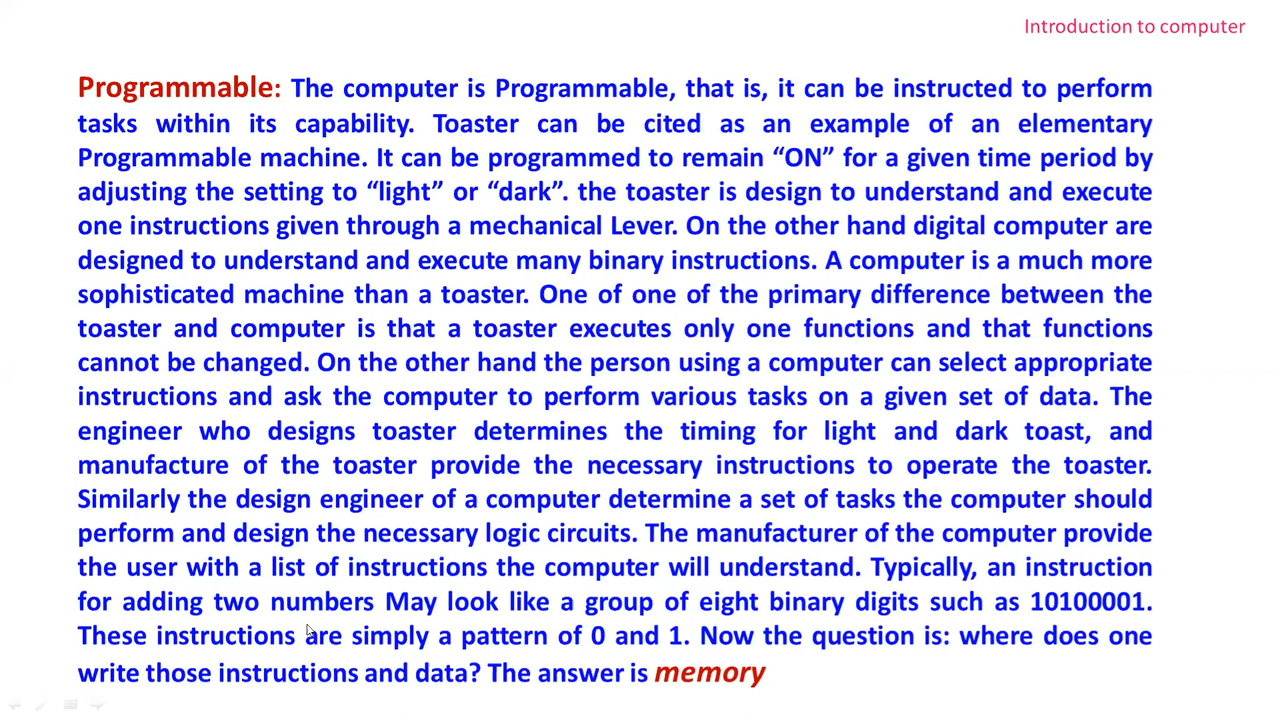 Introduction to computer
Programmable: The computer is Programmable, that is, it can be instructed to perform
tasks within its capability. Toaster can be cited as an example of an elementary
Programmable machine. It can be programmed to remain “ON” for a given time period by
adjusting the setting to “light” or “dark”. the toaster is design to understand and execute
one instructions given through a mechanical Lever. On the other hand digital computer are
designed to understand and execute many binary instructions. A computer is a much more
sophisticated machine than a toaster. One of one of the primary difference between the
toaster and computer is that a toaster executes only one functions and that functions
cannot be changed. On the other hand the person using a computer can select appropriate
instructions and ask the computer to perform various tasks on a given set of data. The
engineer who designs toaster determines the timing for light and dark toast, and
manufacture of the toaster provide the necessary instructions to operate the toaster.
Similarly the design engineer of a computer determine a set of tasks the computer should
perform and design the necessary logic circuits. The manufacturer of the computer provide
the user with a list of instructions the computer will understand. Typically, an instruction
for adding two numbers May look like a group of eight binary digits such as 10100001.
These instructions are simply a pattern of 0 and 1. Now the question is: where does one
write those instructions and data? The answer is memory